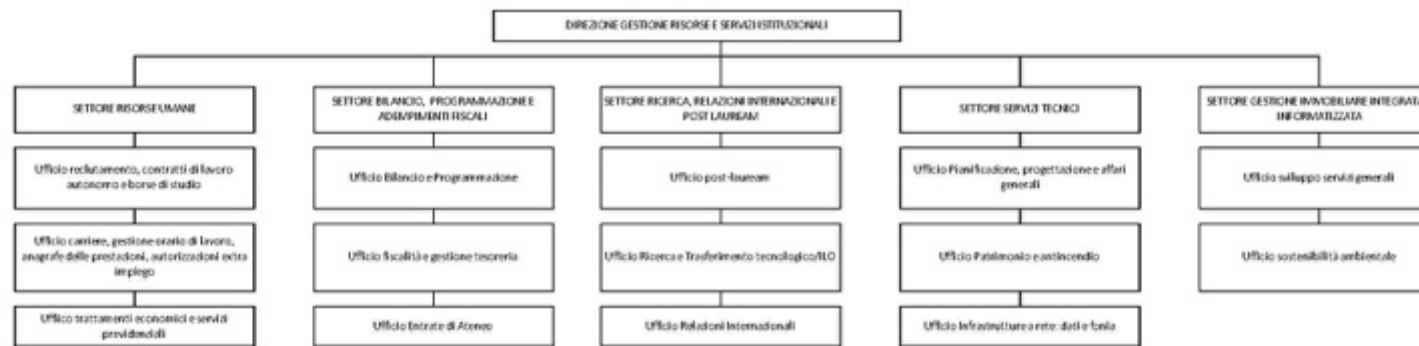 DIREZIONE GESTIONE RISORSE E SERVIZI ISTITUZIONALI
SETTORE RISORSE UMANE
Ufficio reclutamento, contratti di lavoro
autonomo e borse di studio
Ufficio carriere, gestione orario di lavoro,
anagrafe delle prestazioni, autorizzazioni extra
impiego
Uffico trattamenti economici e servizi
previdenziali
SETTORE BILANCIO, PROGRAMMAZIONE E
ADEMPIMENTI FISCALI
Ufficio Bilancio e Programmazione
Ufficio fiscalità e gestione tesoreria
Ufficio Entrate di Ateneo
SETTORE RICERCA, RELAZIONI INTERNAZIONALI E
POST LAUREAM
Ufficio post-lauream
Ufficio Ricerca e Trasferimento tecnologico/ILO
Ufficio Relazioni Internazionali
SETTORE SERVIZI TECNICI
Ufficio Pianificazione, progettazione e affari
generali
Ufficio Patrimonio e antincendio
Ufficio Infrastrutture a rete: dati e fonia
SETTORE GESTIONE IMMOBILIARE INTEGRATA
INFORMATIZZATA
Ufficio sviluppo servizi generali
Ufficio sostenibilità ambientale